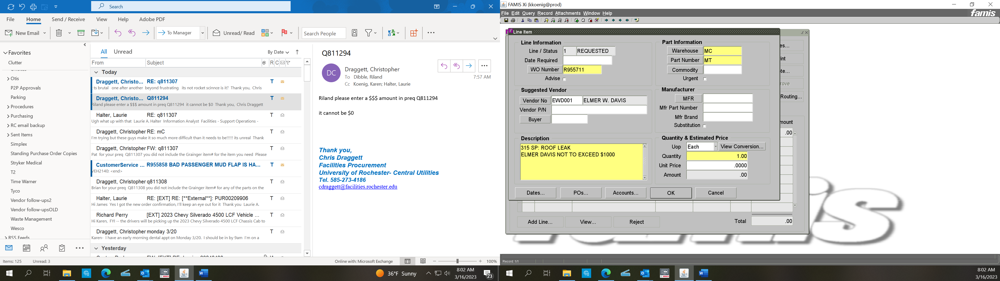 Search
File Home Send / Receive View Help Adobe PDF
New Email To Manager Unread/ Read Search People
Favorites
Clutter
Otis
P2P Approvals
Parking
Procedures
Purchasing
RC email backup
Sent Items
Simplex
Standing Purchase Order Copies
Stryker Medical
T2
Time Warner
Tyco
Vendor follow-ups2
Vendor follow-upsOLD
Waste Management
Wesco
RSS Feeds
All Unread By Date
From Subject R C
Today
Draggett, Christo... RE: q811307 T
ts brutal one after another beyond frustrating its not rocket scinnce is it? Thank you, Chris
Draggett, Christo... Q811294 T
Riland please enter a $$$ amount in preq Q811294 it cannot be $0 Thank you, Chris Draggett
Halter, Laurie RE: q811307 T
Ugh what up with that Laurie A. Halter Information Analyst Facilities - Support Operations -
Draggett, Christopher RE: mC T
I'm trying but these guys make it so much more difficult than it needs to be!!!!! its unreal Thank
Draggett, Christopher FW: q811307 T
Pat for your preq Q811307 you did not include the Grainger item# for the item you need Please
CustomerService ... R955858 BAD PASSENGER MUD FLAP IS HA... T
VEH2140: <end>
Draggett, Christopher q811308 T
Brian for your preq Q811308 you did not include the Grainger item# for any of the parts on the
Halter, Laurie RE: [EXT] RE: [**External**]: PUR00209906 T
Hi James Yes I got the new order confirmation, I'll keep an eye out for it Thank you Laurie A.
Richard Perry [EXT] 2023 Chevy Silverado 4500 LCF Vehicle ... T
Hi Karen, FYI -- the drivers will be picking up the 2023 Chevy Silverado 4500 LCF Chassis Cab to
Draggett, Christopher monday 3/20 T
Karen- I have an early morning dental appt on Monday 3/20. I should be in by 9am I'm on a
Yesterday
Q811294
DC
Draggett, Christopher
To Dibble, Riland
7:57 AM
Cc Koenig, Karen; Halter, Laurie
Riland please enter a $$$ amount in preq Q811294
it cannot be $0
Thank you,
Chris Draggett
Facilities Procurement
University of Rochester- Central Utilities
Tel. 585-273-4186
cdraggett@facilities.rochester.edu
Items: 125 Unread: 3 Online with: Microsoft Exchange 100%
36°F Sunny
8:02 AM
3/16/2023
23
FAMIS Xi (kkoenig@prod)
File Edit Query Record Attachments Window Help
famis
Line Item
Line Information
Line / Status 1 REQUESTED
Date Required
WO Number R955711
Advise
Suggested Vendor
Vendor No EWD001 ELMER W. DAVIS
Vendor P/N
Buyer
Description
315 SP: ROOF LEAK
ELMER DAVIS NOT TO EXCEED $1000
Part Information
Warehouse MC
Part Number MT
Commodity
Urgent
Manufacturer
MFR
Mfr Part Number
Mfr Brand
Substitution
Quantity & Estimated Price
Uop Each View Conversion...
Quantity 1.00
Unit Price .0000
Amount .00
Dates... POs... Accounts... OK Cancel
es...
int
te...
rove
Routing...
mount
.00
Add Line... View... Reject Total .00
Record: 1/1
8:02 AM
3/16/2023